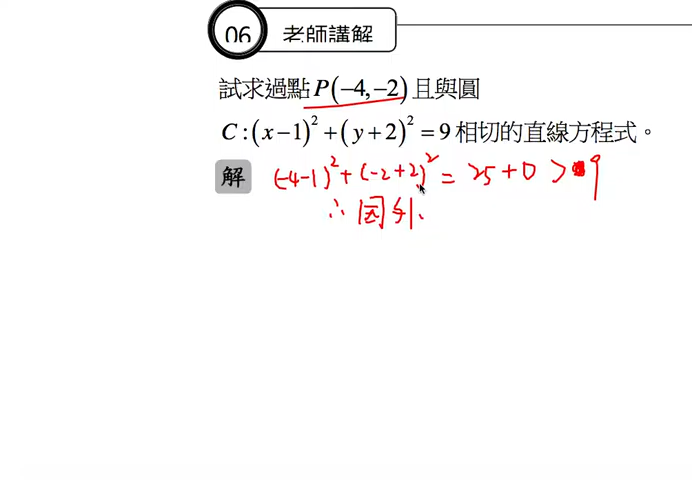 06 老師講解
試求過點 P(−4,−2) 且與圓
C:(x−1)²+(y+2)²=9 相切的直線方程式。
解 (-4-1)²+(-2+2)²=25+0>9
∴圓外.